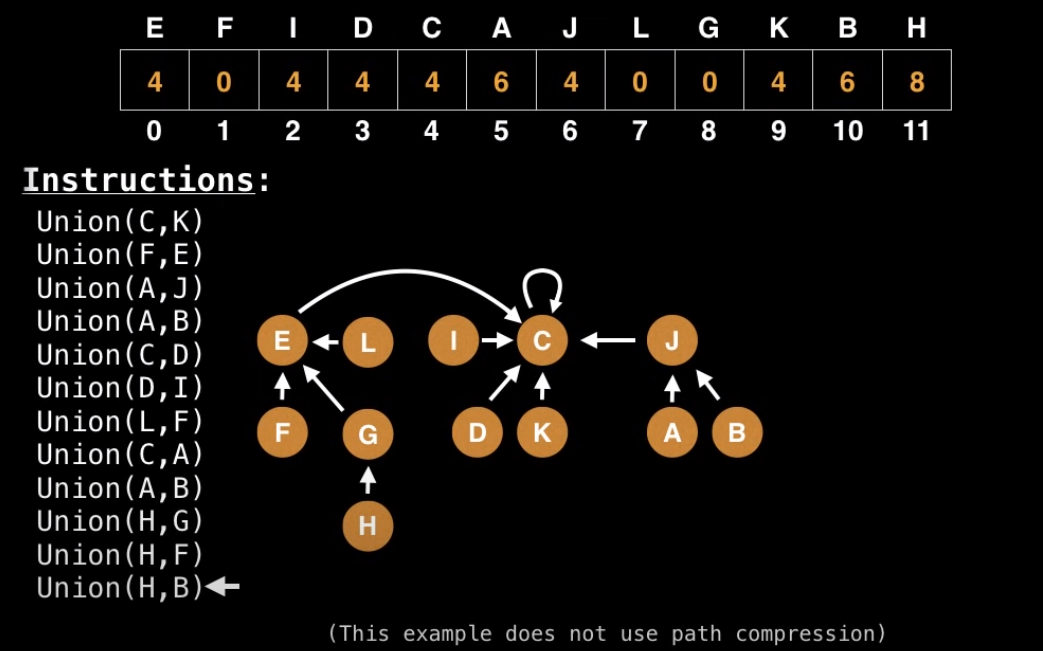 E F I D C A J L G K B H
4 0 4 4 4 6 4 0 0 4 6 8
0 1 2 3 4 5 6 7 8 9 10 11
Instructions:
Union(C,K)
Union(F,E)
Union(A,J)
Union(A,B)
Union(C,D)
Union(D,I)
Union(L,F)
Union(C,A)
Union(A,B)
Union(H,G)
Union(H,F)
Union(H,B)
E L I C J
F G D K A B
H
(This example does not use path compression)